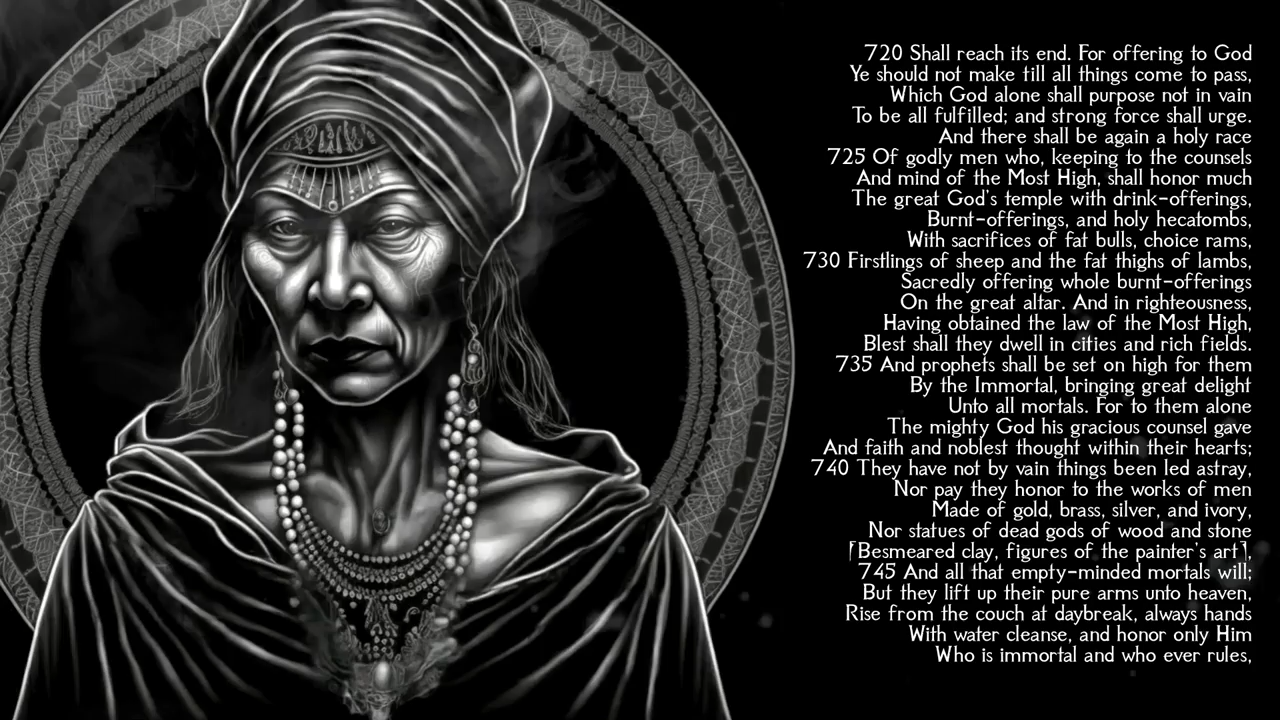 720 Shall reach its end. For offering to God
Ye should not make till all things come to pass,
Which God alone shall purpose not in vain
To be all fulfilled; and strong force shall urge.
And there shall be again a holy race
725 Of godly men who, keeping to the counsels
And mind of the Most High, shall honor much
The great God's temple with drink-offerings,
Burnt-offerings, and holy hecatombs,
With sacrifices of fat bulls, choice rams,
730 Firstlings of sheep and the fat thighs of lambs,
Sacredly offering whole burnt-offerings
On the great altar. And in righteousness,
Having obtained the law of the Most High,
Blest shall they dwell in cities and rich fields.
735 And prophets shall be set on high for them
By the Immortal, bringing great delight
Unto all mortals. For to them alone
The mighty God his gracious counsel gave
And faith and noblest thought within their hearts;
740 They have not by vain things been led astray,
Nor pay they honor to the works of men
Made of gold, brass, silver, and ivory,
Nor statues of dead gods of wood and stone
[Besmeared clay, figures of the painter's art],
745 And all that empty-minded mortals will;
But they lift up their pure arms unto heaven,
Rise from the couch at daybreak, always hands
With water cleanse, and honor only Him
Who is immortal and who ever rules,